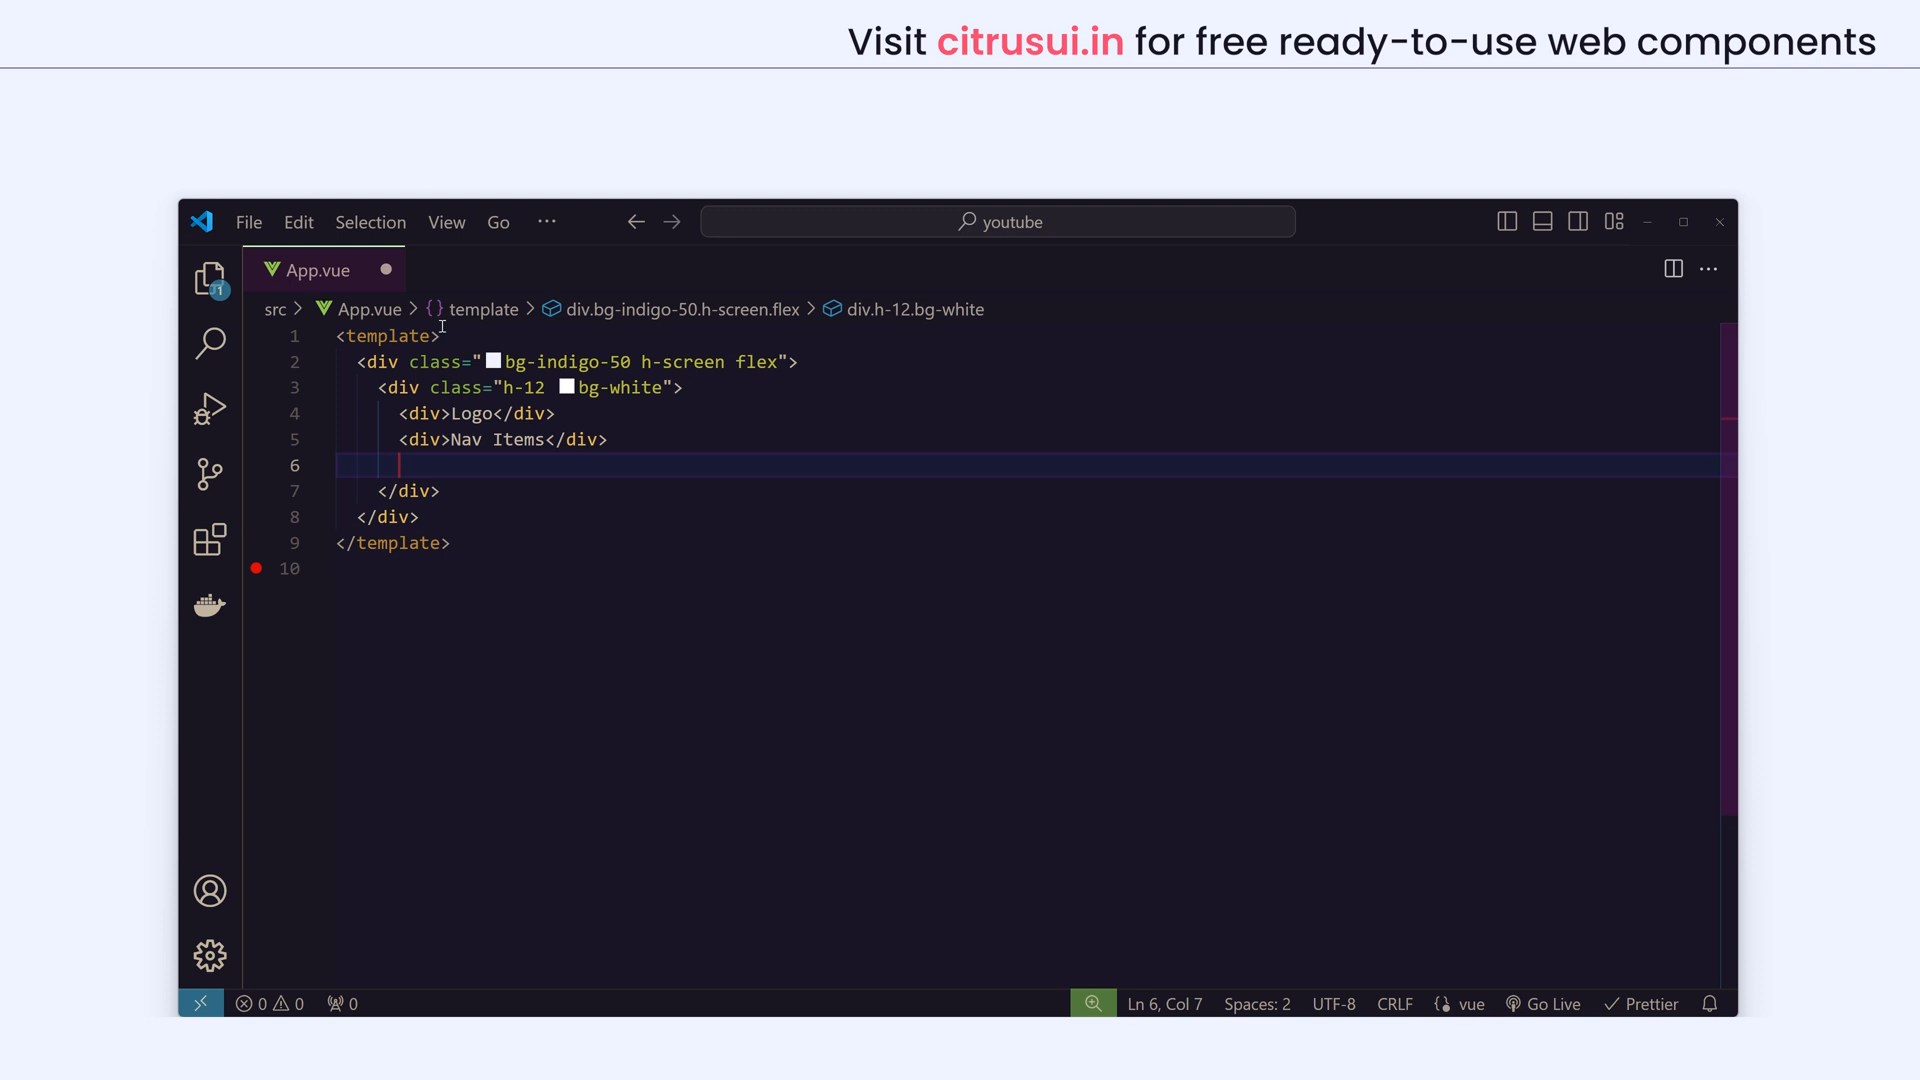 Visit citrusui.in for free ready-to-use web components
File Edit Selection View Go ··· youtube
1
App.vue
src > App.vue > {} template > div.bg-indigo-50.h-screen.flex > div.h-12.bg-white
1 <template>
2 <div class="bg-indigo-50 h-screen flex">
3 <div class="h-12 bg-white">
4 <div>Logo</div>
5 <div>Nav Items</div>
6
7 </div>
8 </div>
9 </template>
10
0 0 0 Ln 6, Col 7 Spaces: 2 UTF-8 CRLF vue Go Live Prettier